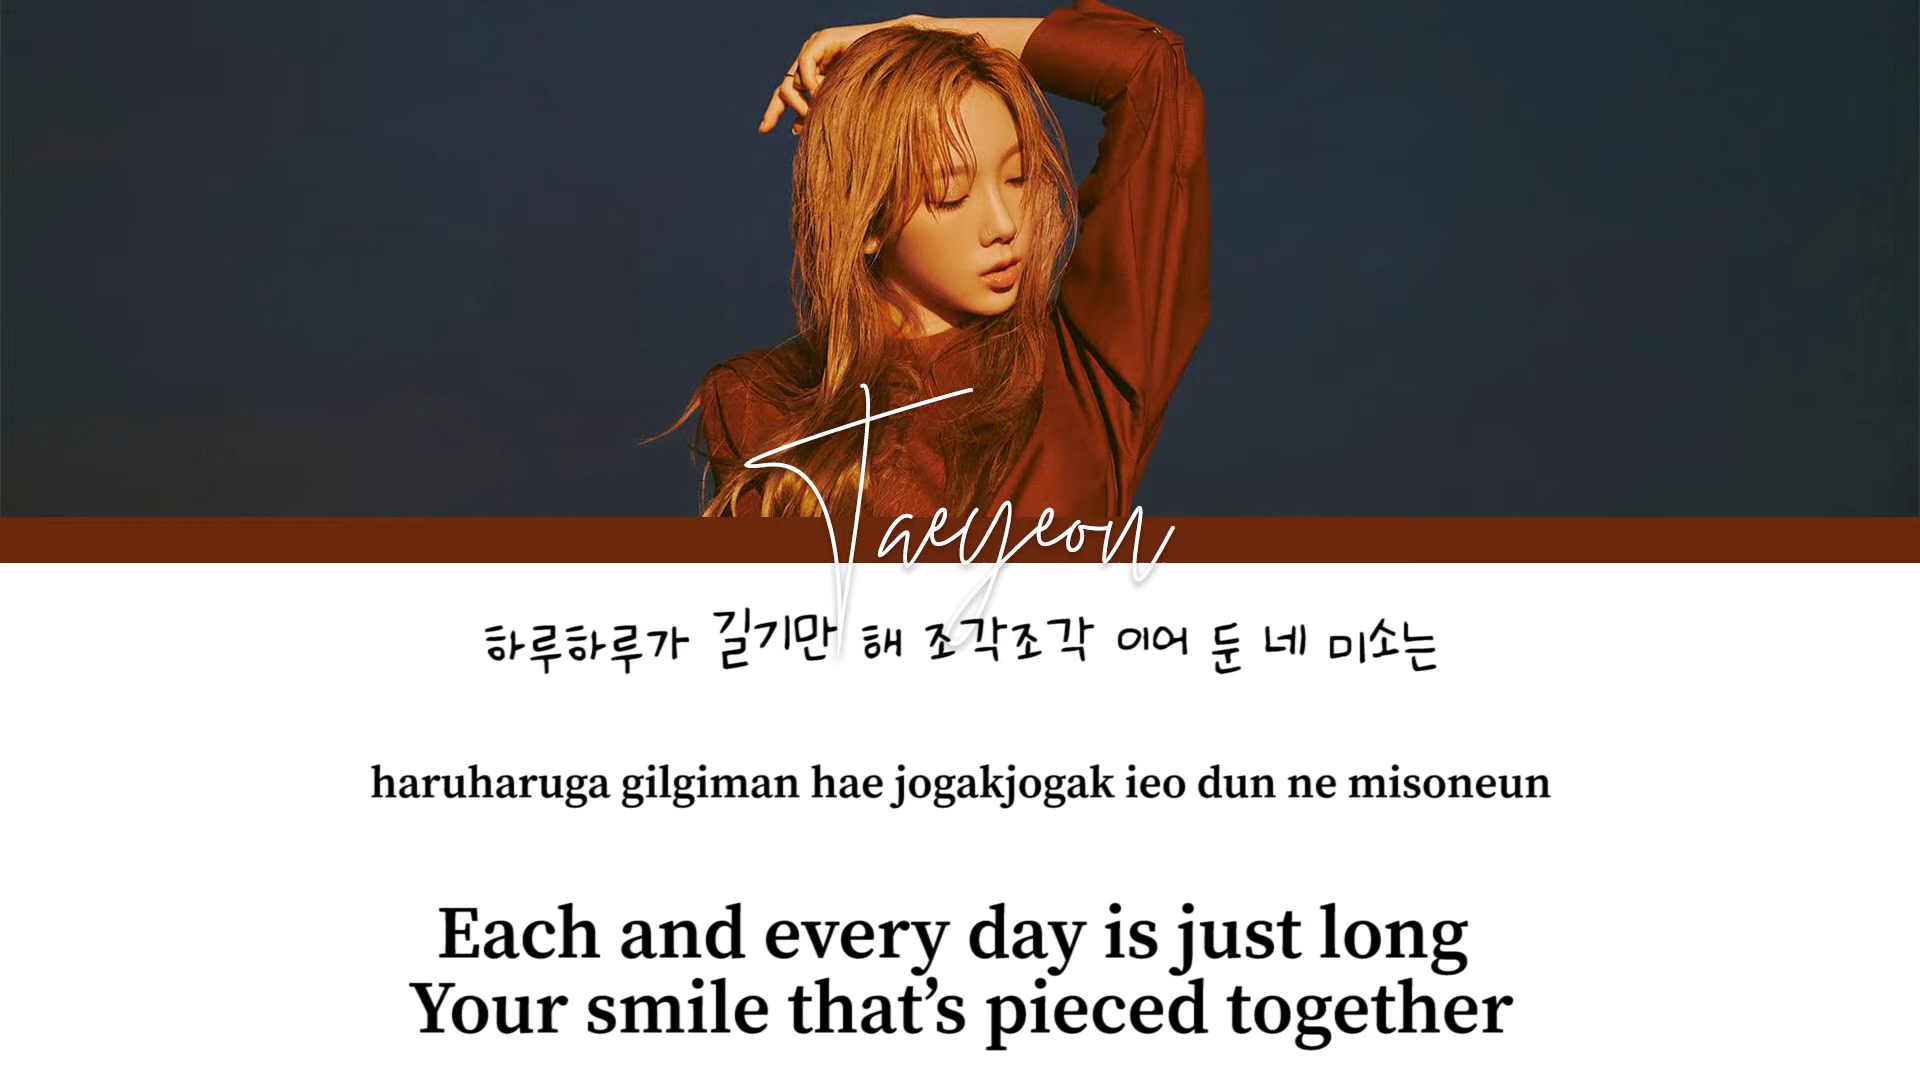 Taeyeon
하루하루가 길기만 해 조각조각 이어 둔 네 미소는
haruharuga gilgiman hae jogakjogak ieo dun ne misoneun
Each and every day is just long
Your smile that’s pieced together